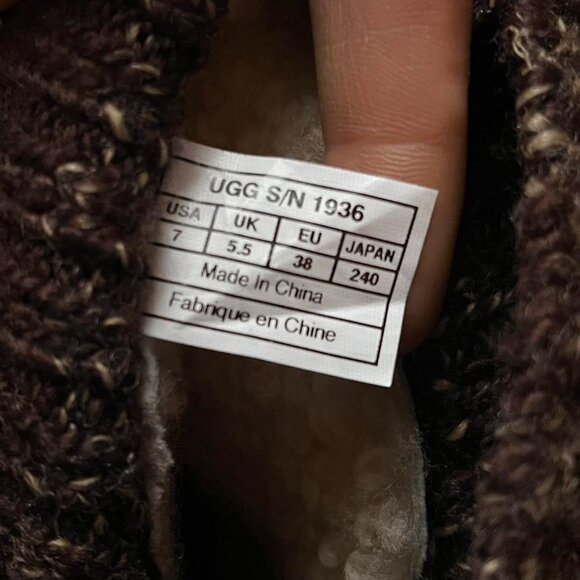 UGG S/N 1936
USA UK EU JAPAN
7 5.5 38 240
Made In China
Fabrique en Chine